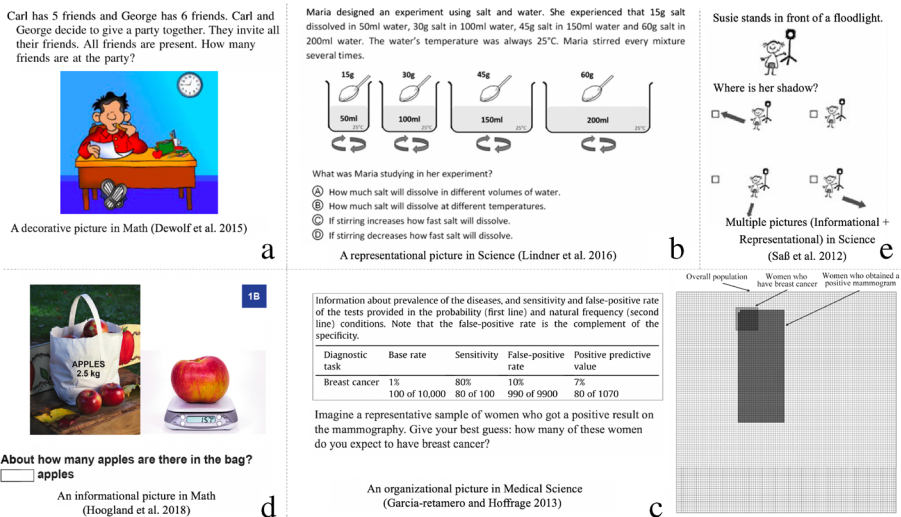 Carl has 5 friends and George has 6 friends. Carl and
George decide to give a party together. They invite all
their friends. All friends are present. How many
friends are at the party?
A decorative picture in Math (Dewolf et al. 2015)
a
Maria designed an experiment using salt and water. She experienced that 15g salt
dissolved in 50ml water, 30g salt in 100ml water, 45g salt in 150ml water and 60g salt in
200ml water. The water's temperature was always 25°C. Maria stirred every mixture
several times.
15g 30g 45g 60g
50ml 100ml 150ml 200ml
25°C 25°C 25°C 25°C
What was Maria studying in her experiment?
A How much salt will dissolve in different volumes of water.
B How much salt will dissolve at different temperatures.
C If stirring increases how fast salt will dissolve.
D If stirring decreases how fast salt will dissolve.
A representational picture in Science (Lindner et al. 2016)
b
Susie stands in front of a floodlight.
Where is her shadow?
Multiple pictures (Informational +
Representational) in Science
(Saß et al. 2012)
e
1B
APPLES
2.5 kg
157
About how many apples are there in the bag?
apples
An informational picture in Math
(Hoogland et al. 2018)
d
Information about prevalence of the diseases, and sensitivity and false-positive rate
of the tests provided in the probability (first line) and natural frequency (second
line) conditions. Note that the false-positive rate is the complement of the
specificity.
Diagnostic task Base rate Sensitivity False-positive rate Positive predictive value
Breast cancer 1% 80% 10% 7%
100 of 10,000 80 of 100 990 of 9900 80 of 1070
Imagine a representative sample of women who got a positive result on
the mammography. Give your best guess: how many of these women
do you expect to have breast cancer?
An organizational picture in Medical Science
(Garcia-retamero and Hoffrage 2013)
c
Overall population
Women who
have breast cancer
Women who obtained a
positive mammogram